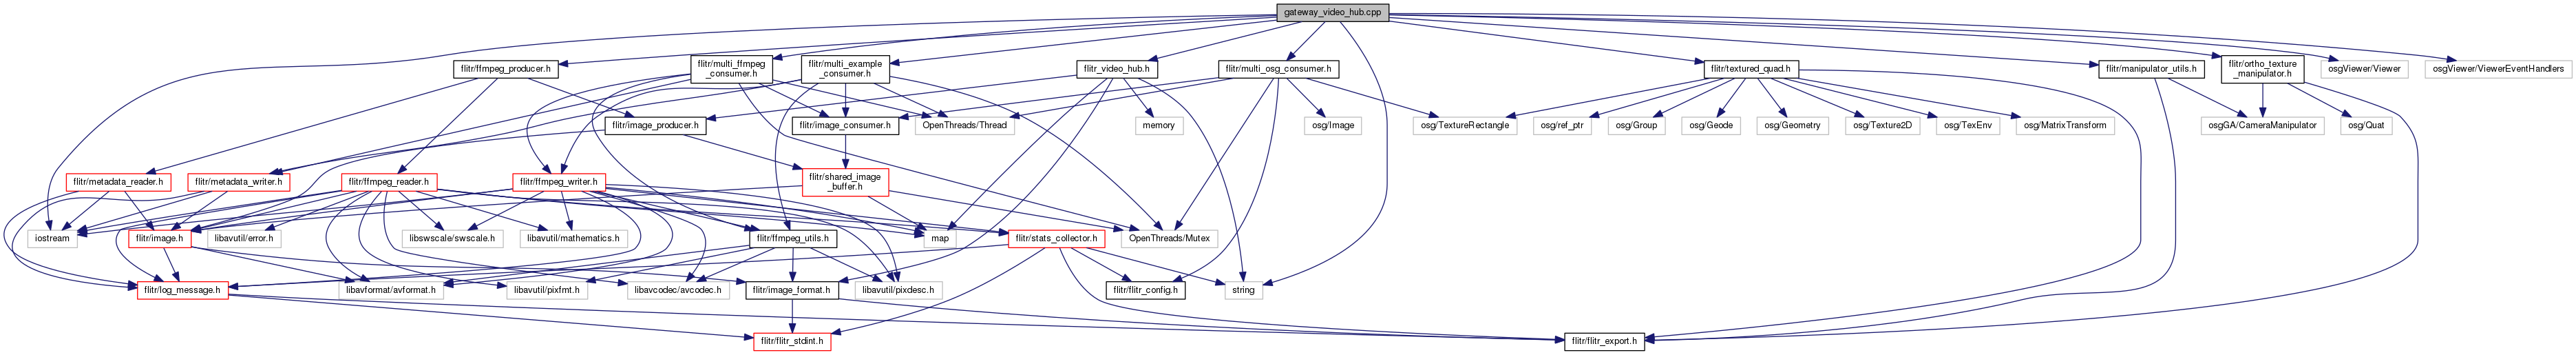 gateway_video_hub.cpp
flitr/ffmpeg_producer.h
flitr/multi_ffmpeg
_consumer.h
flitr/multi_example
_consumer.h
flitr_video_hub.h
flitr/multi_osg_consumer.h
flitr/textured_quad.h
flitr/manipulator_utils.h
flitr/ortho_texture
_manipulator.h
osgViewer/Viewer
osgViewer/ViewerEventHandlers
flitr/image_producer.h
flitr/image_consumer.h
OpenThreads/Thread
memory
osg/Image
osg/TextureRectangle
osg/ref_ptr
osg/Group
osg/Geode
osg/Geometry
osg/Texture2D
osg/TexEnv
osg/MatrixTransform
osgGA/CameraManipulator
osg/Quat
flitr/metadata_reader.h
flitr/metadata_writer.h
flitr/ffmpeg_reader.h
flitr/ffmpeg_writer.h
flitr/shared_image
_buffer.h
iostream
flitr/image.h
libavutil/error.h
libswscale/swscale.h
libavutil/mathematics.h
flitr/ffmpeg_utils.h
map
flitr/stats_collector.h
OpenThreads/Mutex
flitr/log_message.h
libavformat/avformat.h
libavutil/pixfmt.h
libavcodec/avcodec.h
flitr/image_format.h
libavutil/pixdesc.h
flitr/flitr_config.h
string
flitr/flitr_stdint.h
flitr/flitr_export.h